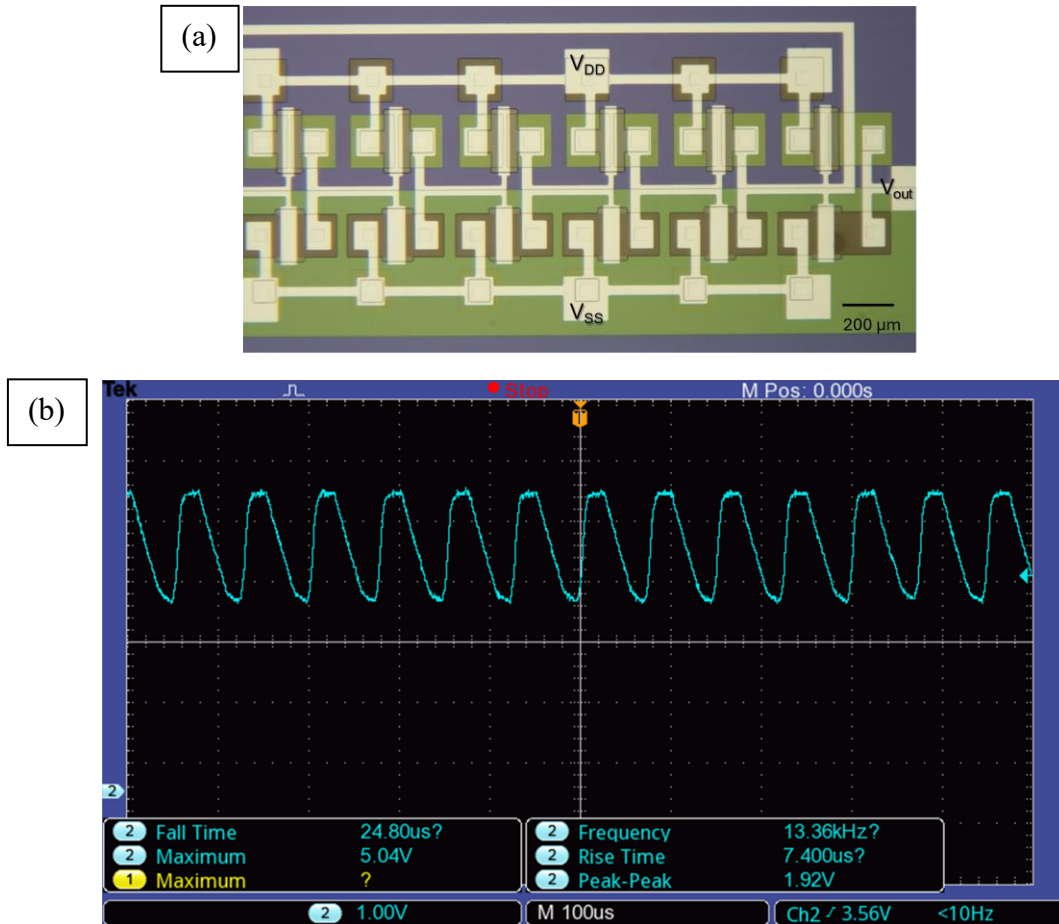 (a)
VDD
Vout
VSS
200 µm
(b)
Tek Stop M Pos: 0.000s
T
2
2 Fall Time 24.80us?
2 Maximum 5.04V
1 Maximum ?
2 Frequency 13.36kHz?
2 Rise Time 7.400us?
2 Peak-Peak 1.92V
2 1.00V M 100us Ch2 3.56V <10Hz